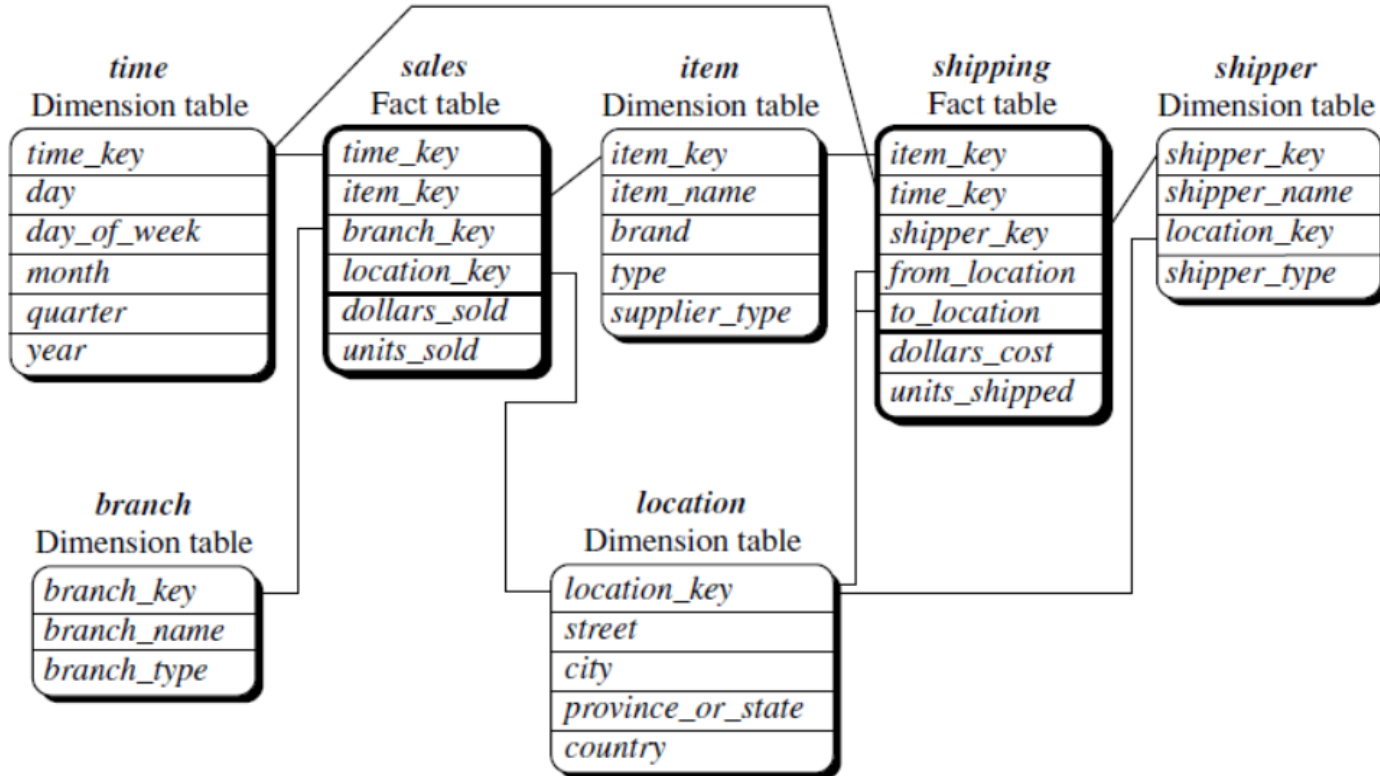 time
Dimension table
time_key
day
day_of_week
month
quarter
year
sales
Fact table
time_key
item_key
branch_key
location_key
dollars_sold
units_sold
item
Dimension table
item_key
item_name
brand
type
supplier_type
shipping
Fact table
item_key
time_key
shipper_key
from_location
to_location
dollars_cost
units_shipped
shipper
Dimension table
shipper_key
shipper_name
location_key
shipper_type
branch
Dimension table
branch_key
branch_name
branch_type
location
Dimension table
location_key
street
city
province_or_state
country